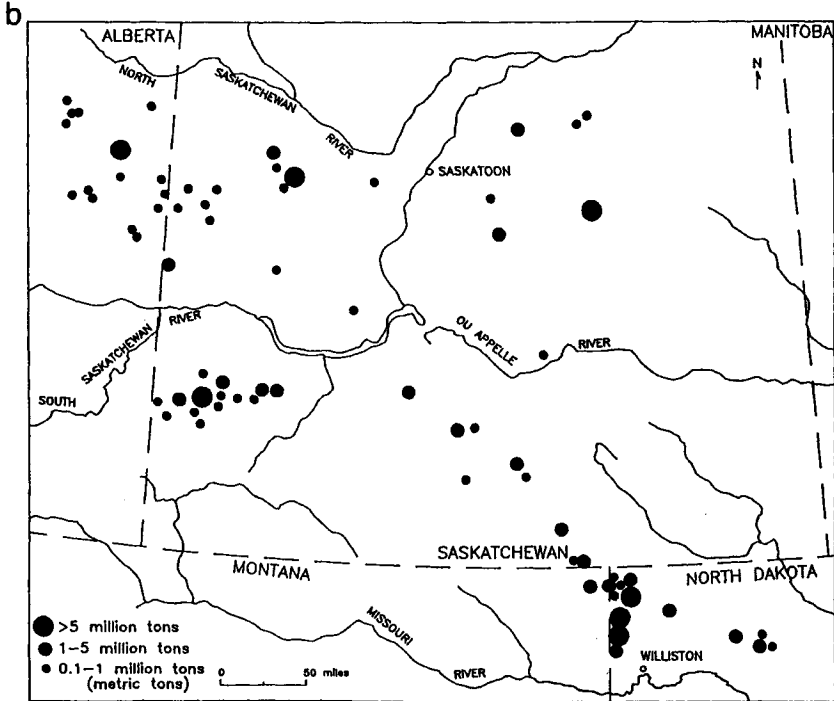 b
ALBERTA
MANITOBA
N
NORTH
SASKATCHEWAN
RIVER
SASKATOON
SASKATCHEWAN
RIVER
SOUTH
OU APPELLE
RIVER
SASKATCHEWAN
MONTANA
NORTH DAKOTA
MISSOURI
RIVER
WILLISTON
>5 million tons
1-5 million tons
0.1-1 million tons
(metric tons)
0 50 miles